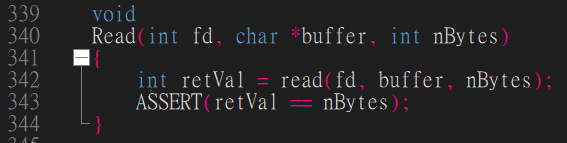 339 void
340 Read(int fd, char *buffer, int nBytes)
341 {
342 int retVal = read(fd, buffer, nBytes);
343 ASSERT(retVal == nBytes);
344 }